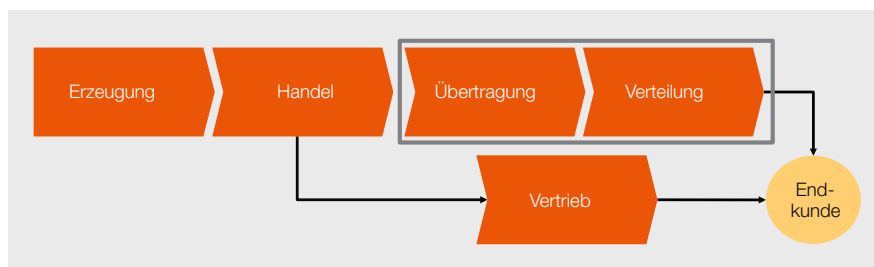 Erzeugung
Handel
Übertragung
Verteilung
Vertrieb
End-
kunde